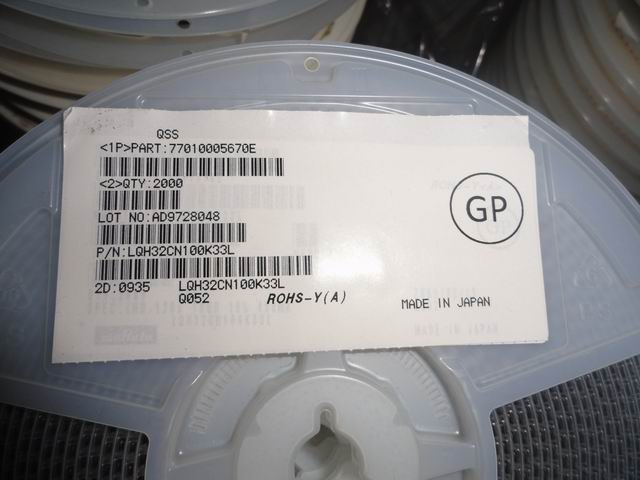 QSS
<1P>PART:77010005670E
<2>QTY:2000
LOT NO:AD9728048
P/N:LQH32CN100K33L
2D:0935 LQH32CN100K33L
Q052 ROHS-Y(A) MADE IN JAPAN
GP